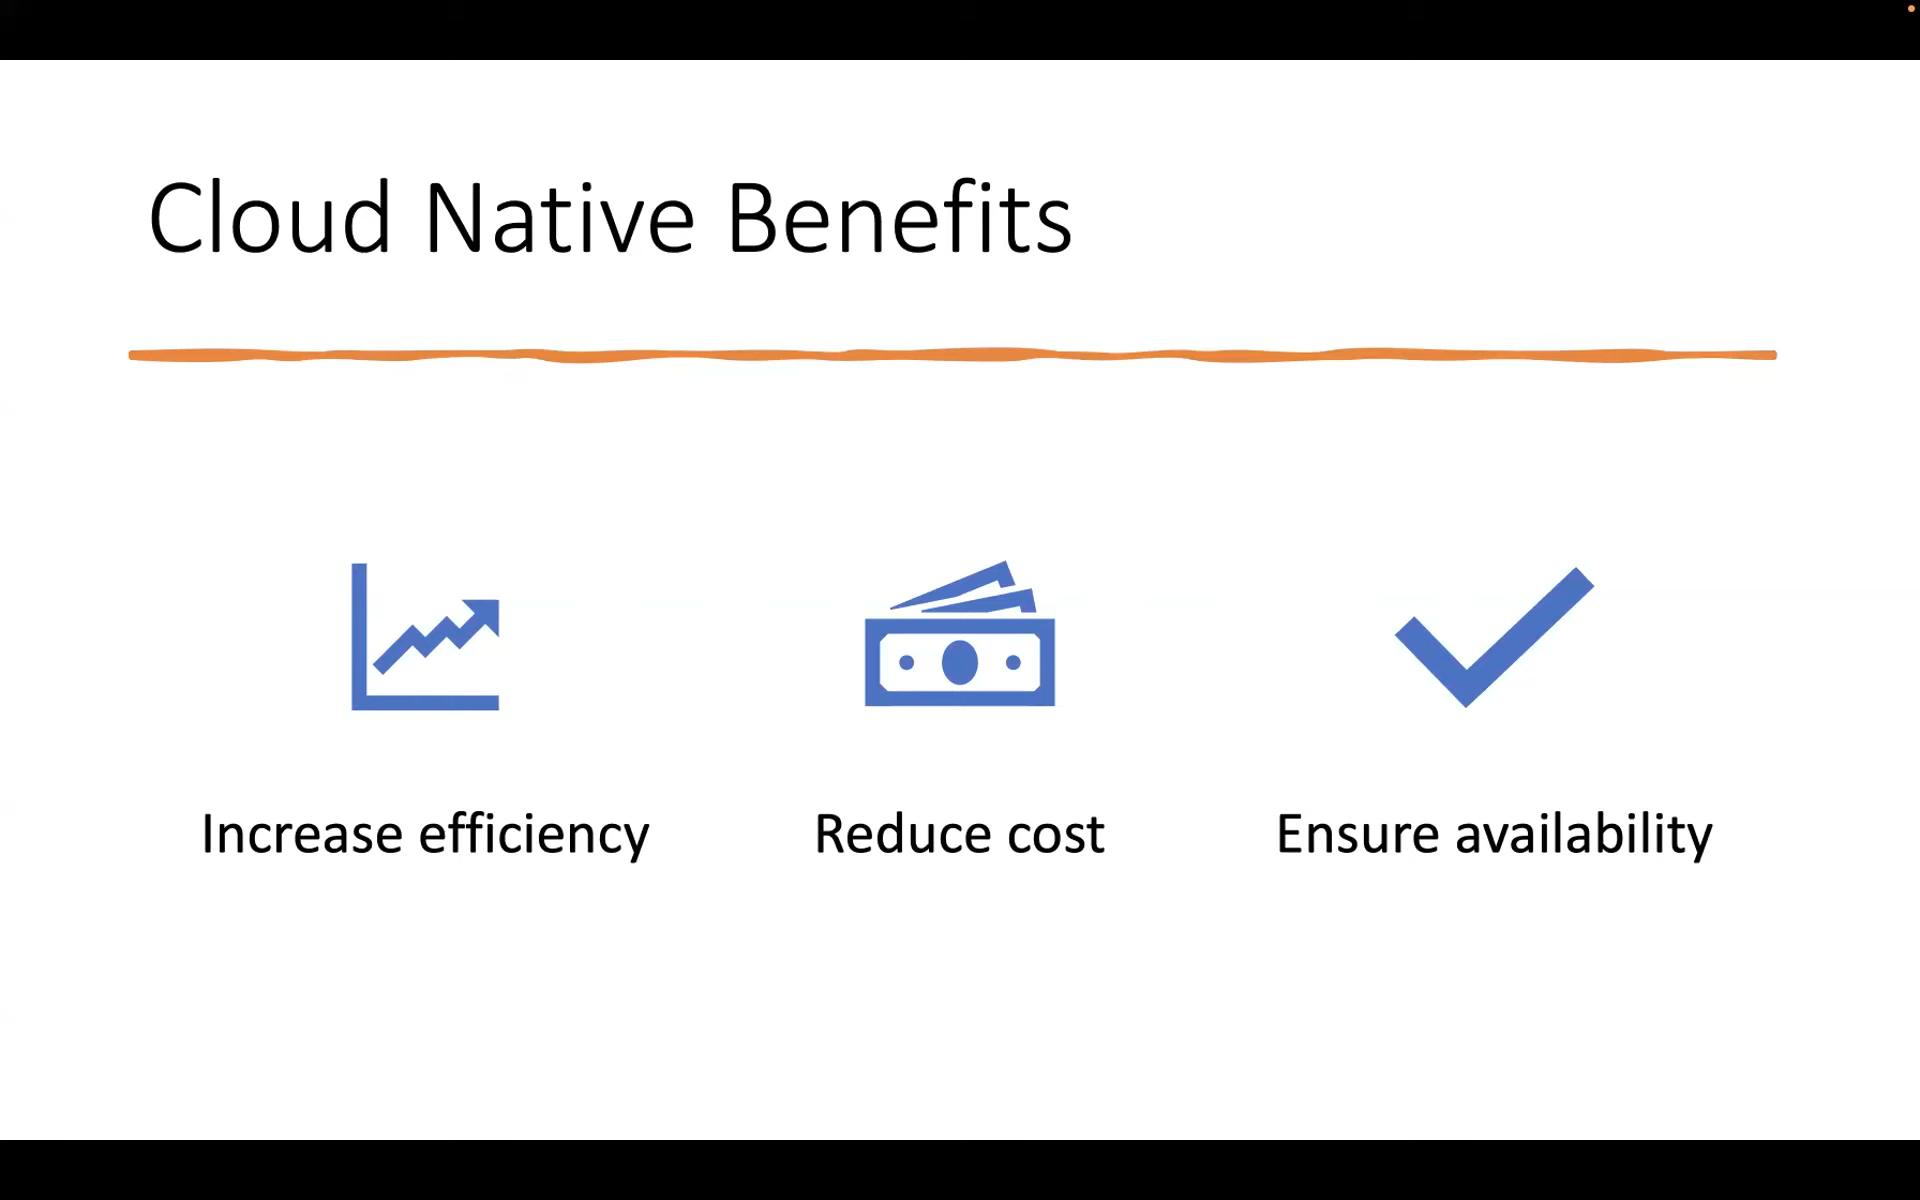 Cloud Native Benefits
Increase efficiency
Reduce cost
Ensure availability